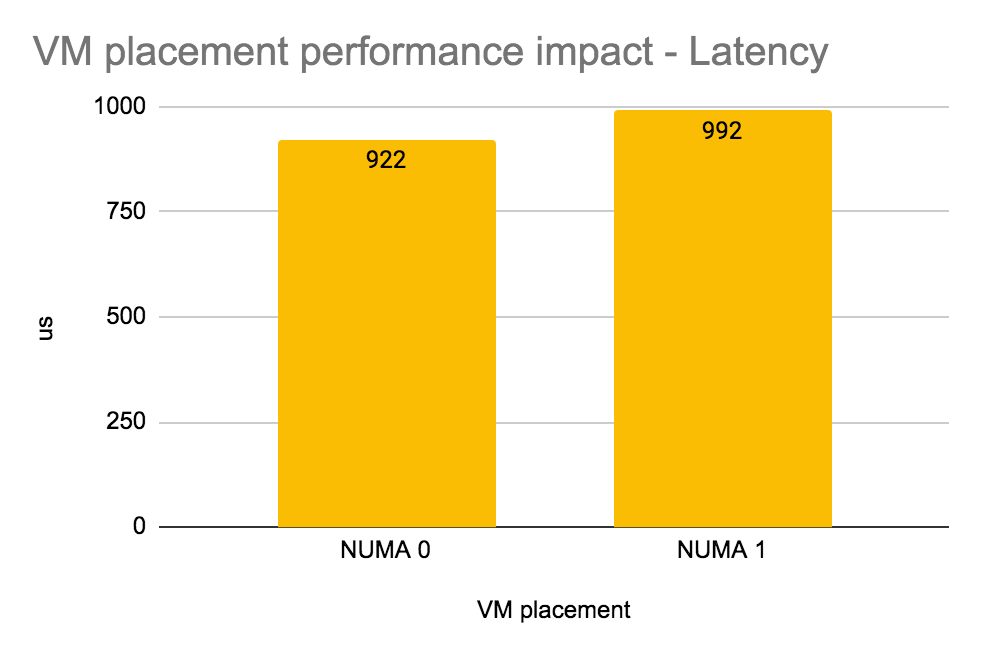 VM placement performance impact - Latency
1000
922
992
750
500
us
250
0
NUMA 0
NUMA 1
VM placement